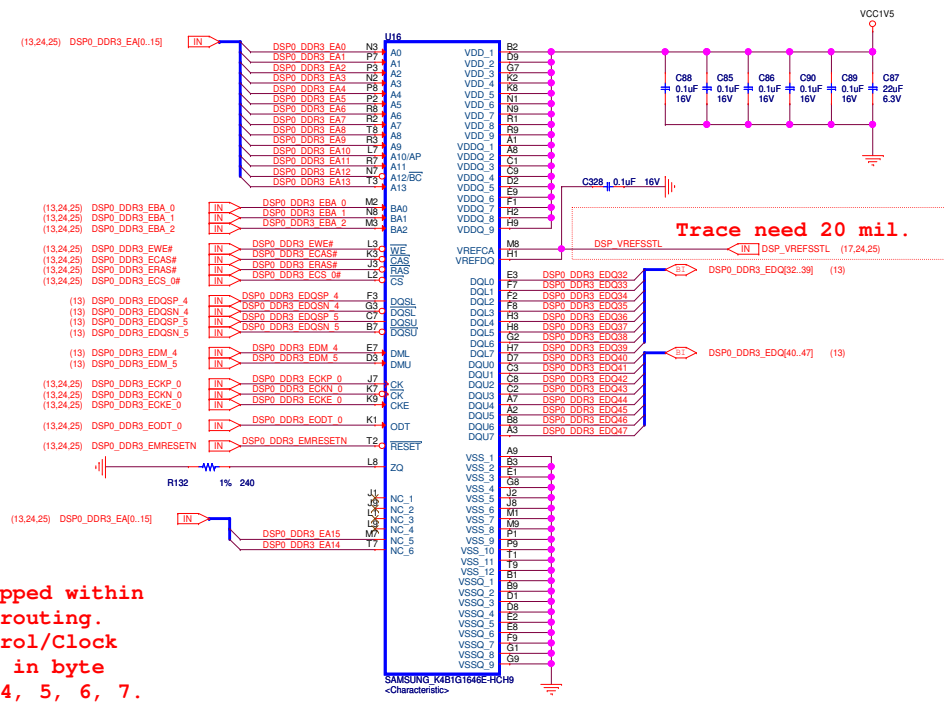 VCC1V5
U16
(13,24,25) DSP0_DDR3_EA[0..15] IN
DSP0_DDR3_EA0 N3 A0
DSP0_DDR3_EA1 P7 A1
DSP0_DDR3_EA2 P3 A2
DSP0_DDR3_EA3 N2 A3
DSP0_DDR3_EA4 P8 A4
DSP0_DDR3_EA5 P2 A5
DSP0_DDR3_EA6 R8 A6
DSP0_DDR3_EA7 R2 A7
DSP0_DDR3_EA8 T8 A8
DSP0_DDR3_EA9 R3 A9
DSP0_DDR3_EA10 L7 A10/AP
DSP0_DDR3_EA11 R7 A11
DSP0_DDR3_EA12 N7 A12/BC
DSP0_DDR3_EA13 T3 A13
(13,24,25) DSP0_DDR3_EBA_0 IN DSP0_DDR3_EBA_0 M2 BA0
(13,24,25) DSP0_DDR3_EBA_1 IN DSP0_DDR3_EBA_1 N8 BA1
(13,24,25) DSP0_DDR3_EBA_2 IN DSP0_DDR3_EBA_2 M3 BA2
(13,24,25) DSP0_DDR3_EWE# IN DSP0_DDR3_EWE# L3 WE
(13,24,25) DSP0_DDR3_ECAS# IN DSP0_DDR3_ECAS# K3 CAS
(13,24,25) DSP0_DDR3_ERAS# IN DSP0_DDR3_ERAS# J3 RAS
(13,24,25) DSP0_DDR3_ECS_0# IN DSP0_DDR3_ECS_0# L2 CS
(13) DSP0_DDR3_EDQSP_4 IN DSP0_DDR3_EDQSP_4 F3 DQSL
(13) DSP0_DDR3_EDQSN_4 IN DSP0_DDR3_EDQSN_4 G3 DQSL
(13) DSP0_DDR3_EDQSP_5 IN DSP0_DDR3_EDQSP_5 C7 DQSU
(13) DSP0_DDR3_EDQSN_5 IN DSP0_DDR3_EDQSN_5 B7 DQSU
(13) DSP0_DDR3_EDM_4 IN DSP0_DDR3_EDM_4 E7 DML
(13) DSP0_DDR3_EDM_5 IN DSP0_DDR3_EDM_5 D3 DMU
(13,24,25) DSP0_DDR3_ECKP_0 IN DSP0_DDR3_ECKP_0 J7 CK
(13,24,25) DSP0_DDR3_ECKN_0 IN DSP0_DDR3_ECKN_0 K7 CK
(13,24,25) DSP0_DDR3_ECKE_0 IN DSP0_DDR3_ECKE_0 K9 CKE
(13,24,25) DSP0_DDR3_EODT_0 IN DSP0_DDR3_EODT_0 K1 ODT
(13,24,25) DSP0_DDR3_EMRESETN IN DSP0_DDR3_EMRESETN T2 RESET
L8 ZQ
R132 1% 240
J1 NC_1
J9 NC_2
L1 NC_3
L9 NC_4
(13,24,25) DSP0_DDR3_EA[0..15] IN
DSP0_DDR3_EA15 M7 NC_5
DSP0_DDR3_EA14 T7 NC_6
VDD_1 B2
VDD_2 D9
VDD_3 G7
VDD_4 K2
VDD_5 K8
VDD_6 N1
VDD_7 N9
VDD_8 R1
VDD_9 R9
VDDQ_1 A1
VDDQ_2 A8
VDDQ_3 C1
VDDQ_4 C9
VDDQ_5 D2
VDDQ_6 E9
VDDQ_7 F1
VDDQ_8 H2
VDDQ_9 H9
C88 0.1uF 16V
C85 0.1uF 16V
C86 0.1uF 16V
C90 0.1uF 16V
C89 0.1uF 16V
C87 22uF 6.3V
C328 0.1uF 16V
Trace need 20 mil.
VREFCA M8
VREFDQ H1
DSP_VREFSSTL IN DSP_VREFSSTL (17,24,25)
DQL0 E3 DSP0_DDR3_EDQ32
DQL1 F7 DSP0_DDR3_EDQ33
DQL2 F2 DSP0_DDR3_EDQ34
DQL3 F8 DSP0_DDR3_EDQ35
DQL4 H3 DSP0_DDR3_EDQ36
DQL5 H8 DSP0_DDR3_EDQ37
DQL6 G2 DSP0_DDR3_EDQ38
DQL7 H7 DSP0_DDR3_EDQ39
BI DSP0_DDR3_EDQ[32..39] (13)
DQU0 D7 DSP0_DDR3_EDQ40
DQU1 C3 DSP0_DDR3_EDQ41
DQU2 C8 DSP0_DDR3_EDQ42
DQU3 C2 DSP0_DDR3_EDQ43
DQU4 A7 DSP0_DDR3_EDQ44
DQU5 A2 DSP0_DDR3_EDQ45
DQU6 B8 DSP0_DDR3_EDQ46
DQU7 A3 DSP0_DDR3_EDQ47
BI DSP0_DDR3_EDQ[40..47] (13)
VSS_1 A9
VSS_2 B3
VSS_3 E1
VSS_4 G8
VSS_5 J2
VSS_6 J8
VSS_7 M1
VSS_8 M9
VSS_9 P1
VSS_10 P9
VSS_11 T1
VSS_12 T9
VSSQ_1 B1
VSSQ_2 B9
VSSQ_3 D1
VSSQ_4 D8
VSSQ_5 E2
VSSQ_6 E8
VSSQ_7 F9
VSSQ_8 G1
VSSQ_9 G9
SAMSUNG_K4B1G1646E-HCH9
<Characteristic>
pped within
routing.
rol/Clock
in byte
4, 5, 6, 7.